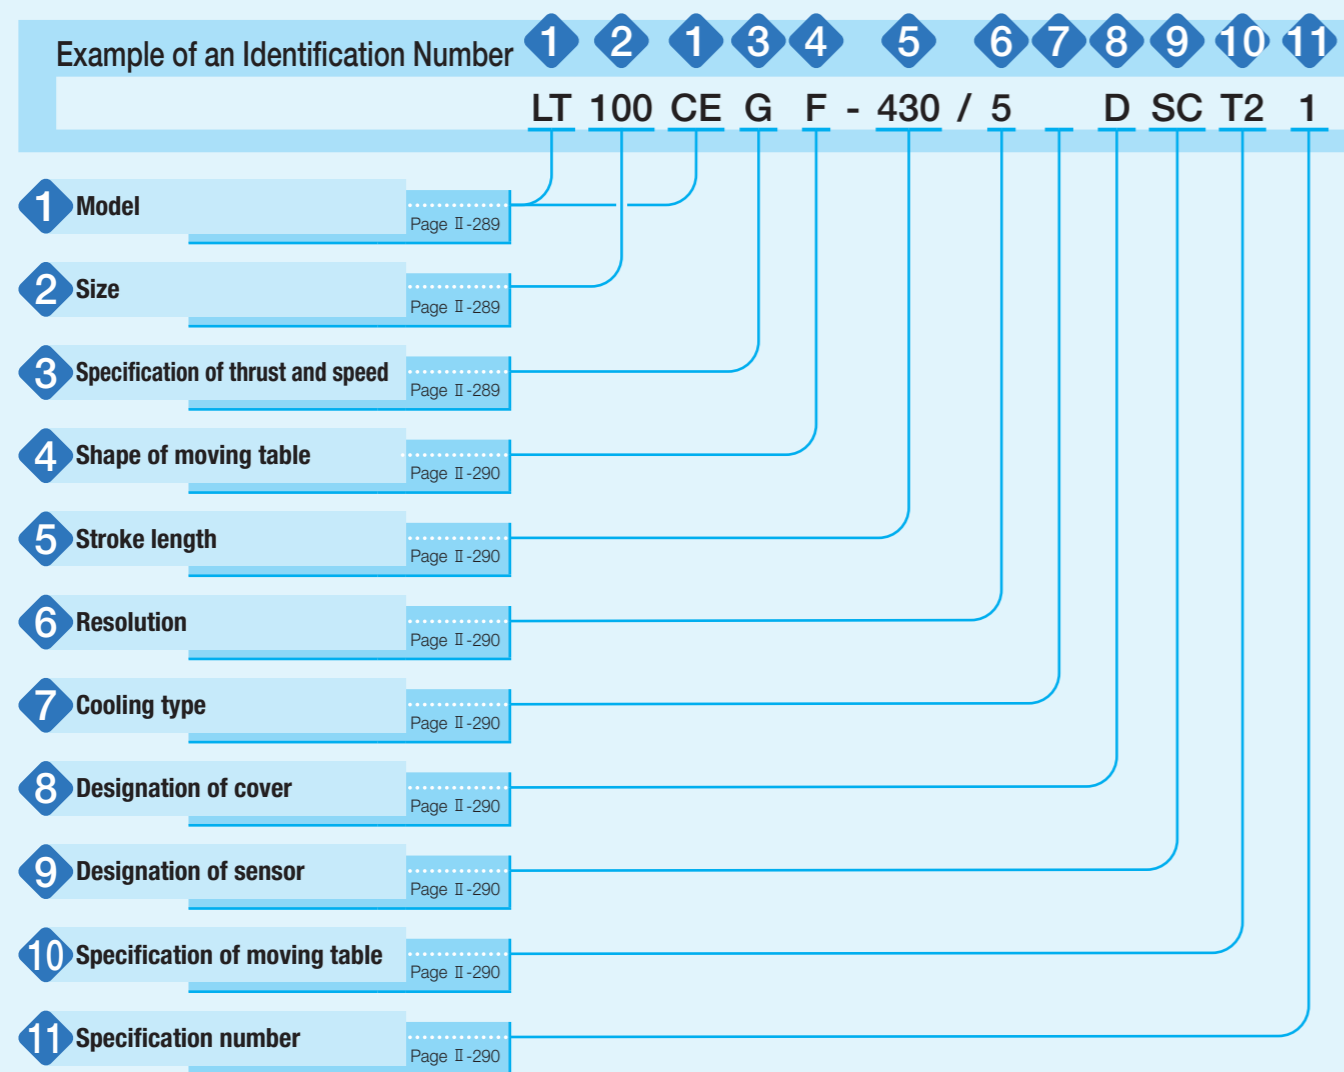 Example of an Identification Number 1 2 1 3 4 5 6 7 8 9 10 11
LT 100 CE G F - 430 / 5 D SC T2 1
1 Model
Page Ⅱ-289
2 Size
Page Ⅱ-289
3 Specification of thrust and speed
Page Ⅱ-289
4 Shape of moving table
Page Ⅱ-290
5 Stroke length
Page Ⅱ-290
6 Resolution
Page Ⅱ-290
7 Cooling type
Page Ⅱ-290
8 Designation of cover
Page Ⅱ-290
9 Designation of sensor
Page Ⅱ-290
10 Specification of moving table
Page Ⅱ-290
11 Specification number
Page Ⅱ-290